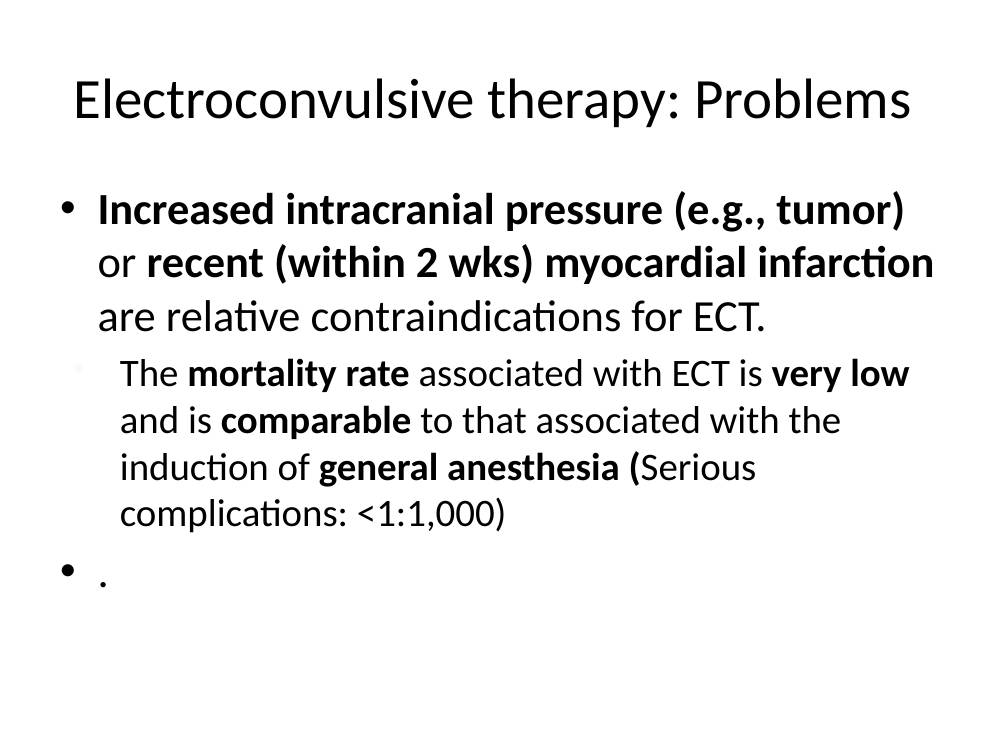 Electroconvulsive therapy: Problems
• Increased intracranial pressure (e.g., tumor)
or recent (within 2 wks) myocardial infarction
are relative contraindications for ECT.
The mortality rate associated with ECT is very low
and is comparable to that associated with the
induction of general anesthesia (Serious
complications: <1:1,000)
• .